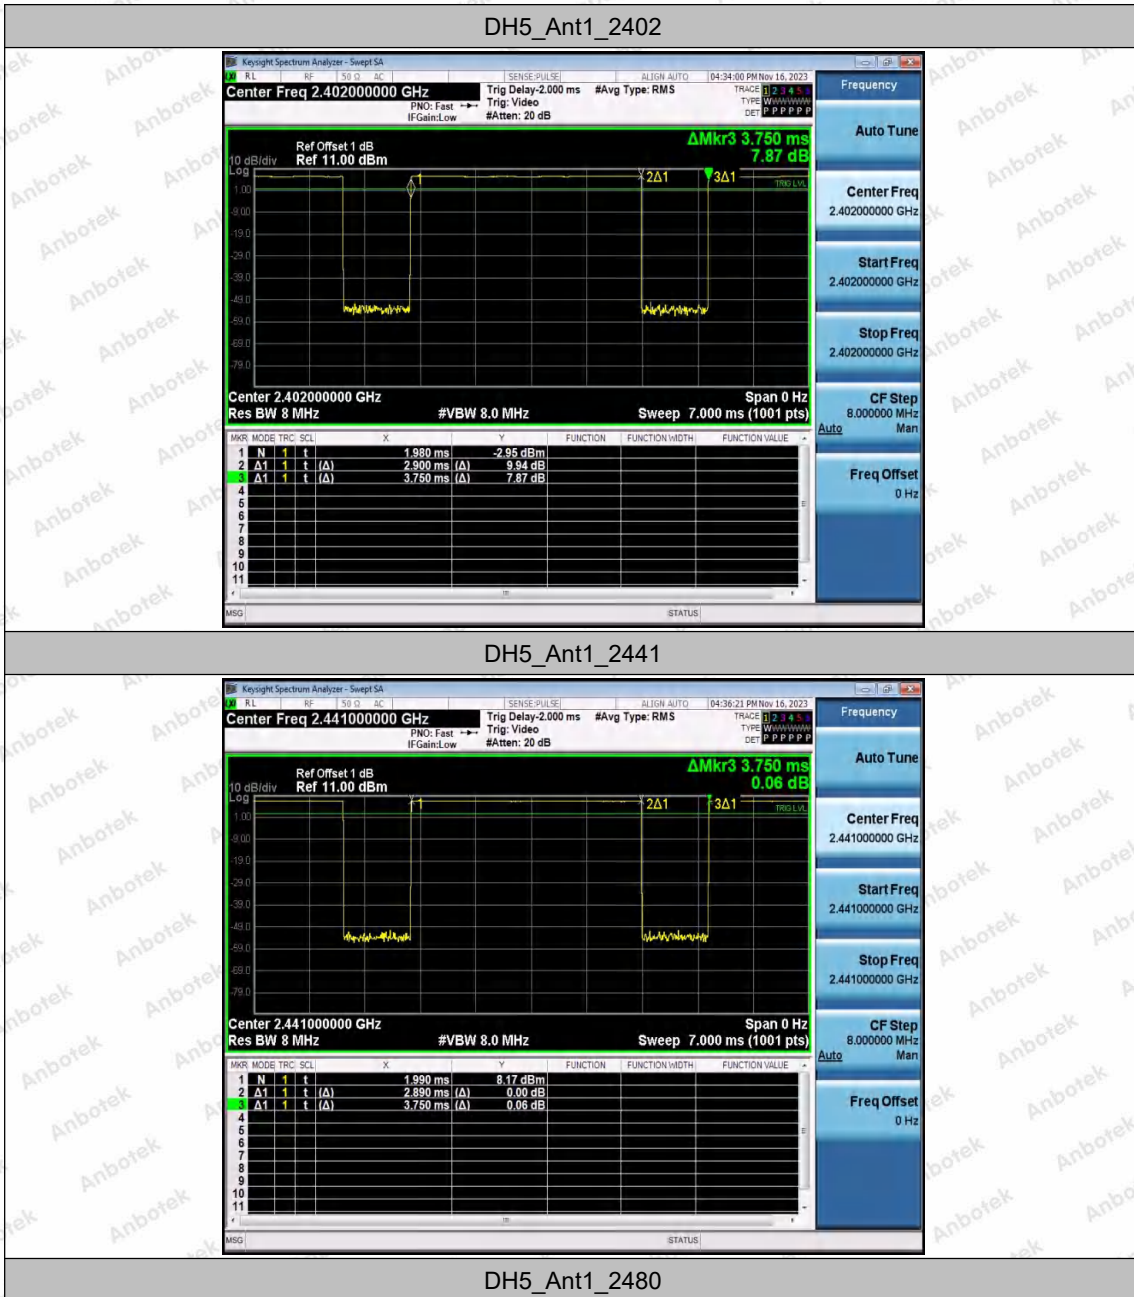 DH5_Ant1_2402
Keysight Spectrum Analyzer - Swept SA
RL RF 50 Ω AC SENSE:PULSE ALIGN AUTO 04:34:00 PM Nov 16, 2023
Center Freq 2.402000000 GHz
Trig Delay-2.000 ms #Avg Type: RMS
TRACE 1 2 3 4 5 6
PNO: Fast Trig: Video
TYPE WWWWWW
IFGain:Low #Atten: 20 dB
DET P P P P P P
Frequency
ΔMkr3 3.750 ms
7.87 dB
Ref Offset 1 dB
10 dB/div Ref 11.00 dBm
Log
1.00
-9.00
-19.0
-29.0
-39.0
-49.0
-59.0
-69.0
-79.0
1
2Δ1
3Δ1
TRIG LVL
Center 2.402000000 GHz Span 0 Hz
Res BW 8 MHz #VBW 8.0 MHz Sweep 7.000 ms (1001 pts)
MKR MODE TRC SCL X Y FUNCTION FUNCTION WIDTH FUNCTION VALUE
1 N 1 t 1.980 ms -2.95 dBm
2 Δ1 1 t (Δ) 2.900 ms (Δ) 9.94 dB
3 Δ1 1 t (Δ) 3.750 ms (Δ) 7.87 dB
4
5
6
7
8
9
10
11
MSG STATUS
Auto Tune
Center Freq
2.402000000 GHz
Start Freq
2.402000000 GHz
Stop Freq
2.402000000 GHz
CF Step
8.000000 MHz
Auto Man
Freq Offset
0 Hz
DH5_Ant1_2441
Keysight Spectrum Analyzer - Swept SA
RL RF 50 Ω AC SENSE:PULSE ALIGN AUTO 04:36:21 PM Nov 16, 2023
Center Freq 2.441000000 GHz
Trig Delay-2.000 ms #Avg Type: RMS
TRACE 1 2 3 4 5 6
PNO: Fast Trig: Video
TYPE WWWWWW
IFGain:Low #Atten: 20 dB
DET P P P P P P
Frequency
ΔMkr3 3.750 ms
0.06 dB
Ref Offset 1 dB
10 dB/div Ref 11.00 dBm
Log
1.00
-9.00
-19.0
-29.0
-39.0
-49.0
-59.0
-69.0
-79.0
1
2Δ1
3Δ1
TRIG LVL
Center 2.441000000 GHz Span 0 Hz
Res BW 8 MHz #VBW 8.0 MHz Sweep 7.000 ms (1001 pts)
MKR MODE TRC SCL X Y FUNCTION FUNCTION WIDTH FUNCTION VALUE
1 N 1 t 1.990 ms 8.17 dBm
2 Δ1 1 t (Δ) 2.890 ms (Δ) 0.00 dB
3 Δ1 1 t (Δ) 3.750 ms (Δ) 0.06 dB
4
5
6
7
8
9
10
11
MSG STATUS
Auto Tune
Center Freq
2.441000000 GHz
Start Freq
2.441000000 GHz
Stop Freq
2.441000000 GHz
CF Step
8.000000 MHz
Auto Man
Freq Offset
0 Hz
DH5_Ant1_2480